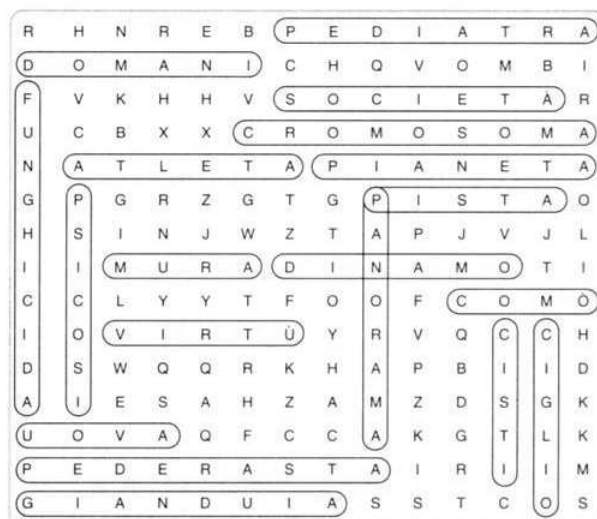 R H N R E B P E D I A T R A
D O M A N I C H Q V O M B I
F V K H H V S O C I E T À R
U C B X X C R O M O S O M A
N A T L E T A P I A N E T A
G P G R Z G T G P I S T A O
H S I N J W Z T A P J V J L
I I M U R A D I N A M O T I
C C L Y Y T F O O F C O M Ò
I O V I R T Ù Y R V Q C C H
D S W Q Q R K H A P B I I D
A I E S A H Z A M Z D S G K
U O V A Q F C C A K G T L K
P E D E R A S T A I R I I M
G I A N D U I A S S T C O S